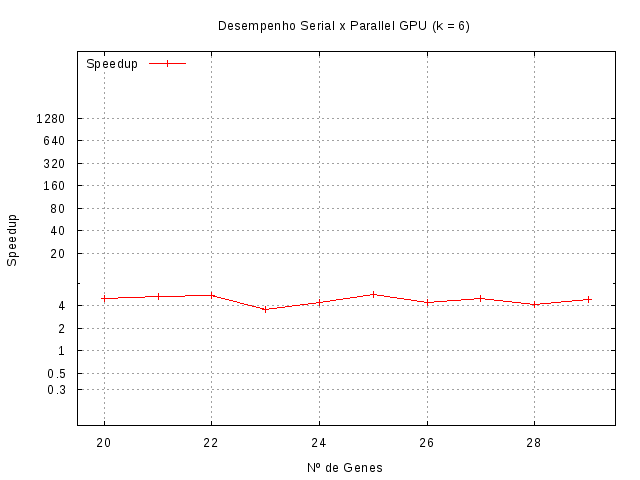 Desempenho Serial x Parallel GPU (k = 6)
Speedup
1280
640
320
160
80
40
20
4
2
1
0.5
0.3
Speedup
20 22 24 26 28
Nº de Genes